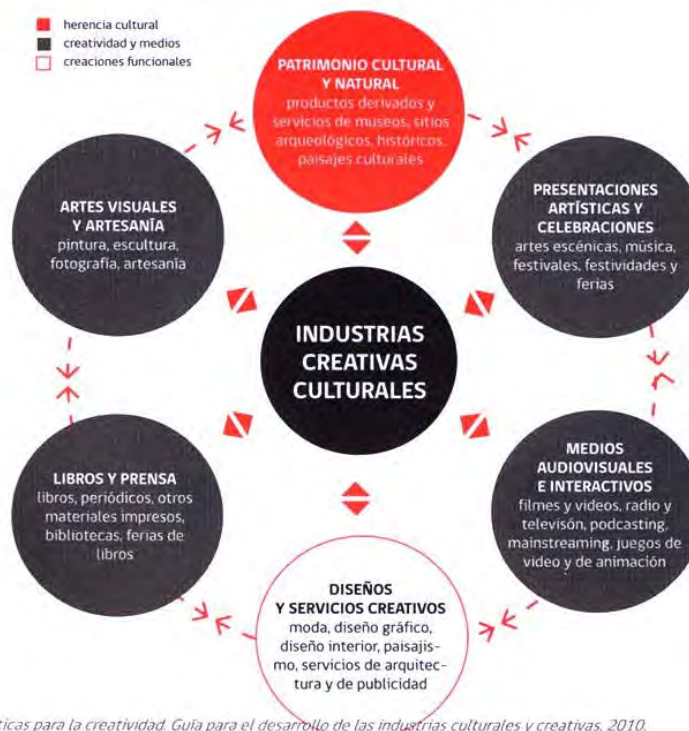 herencia cultural
creatividad y medios
creaciones funcionales
PATRIMONIO CULTURAL
Y NATURAL
productos derivados y
servicios de museos, sitios
arqueológicos, históricos,
paisajes culturales
ARTES VISUALES
Y ARTESANÍA
pintura, escultura,
fotografía, artesanía
PRESENTACIONES
ARTÍSTICAS Y
CELEBRACIONES
artes escénicas, música,
festivales, festividades y
ferias
INDUSTRIAS
CREATIVAS
CULTURALES
LIBROS Y PRENSA
libros, periódicos, otros
materiales impresos,
bibliotecas, ferias de
libros
MEDIOS
AUDIOVISUALES
E INTERACTIVOS
filmes y videos, radio y
televisón, podcasting,
mainstreaming, juegos de
video y de animación
DISEÑOS
Y SERVICIOS CREATIVOS
moda, diseño gráfico,
diseño interior, paisajis-
mo, servicios de arquitec-
tura y de publicidad
ticas para la creatividad. Guía para el desarrollo de las industrias culturales y creativas, 2010.